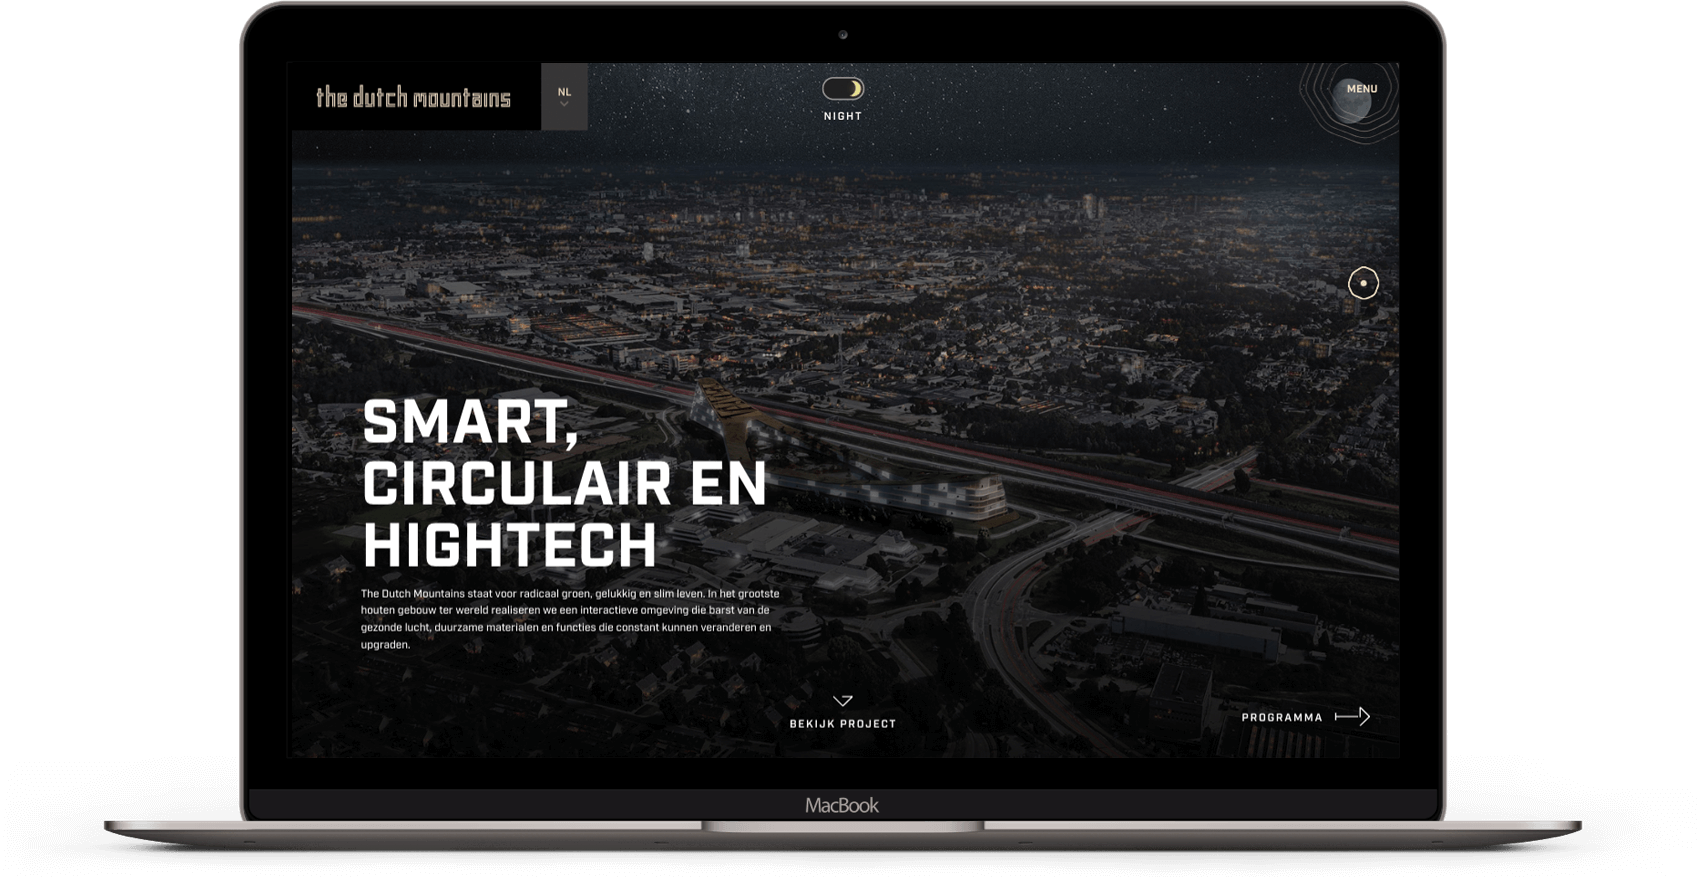 the dutch mountains
NL
NIGHT
MENU
SMART,
CIRCULAIR EN
HIGHTECH
The Dutch Mountains staat voor radicaal groen, gelukkig en slim leven. In het grootste
houten gebouw ter wereld realiseren we een interactieve omgeving die barst van de
gezonde lucht, duurzame materialen en functies die constant kunnen veranderen en
upgraden.
BEKIJK PROJECT
PROGRAMMA
MacBook